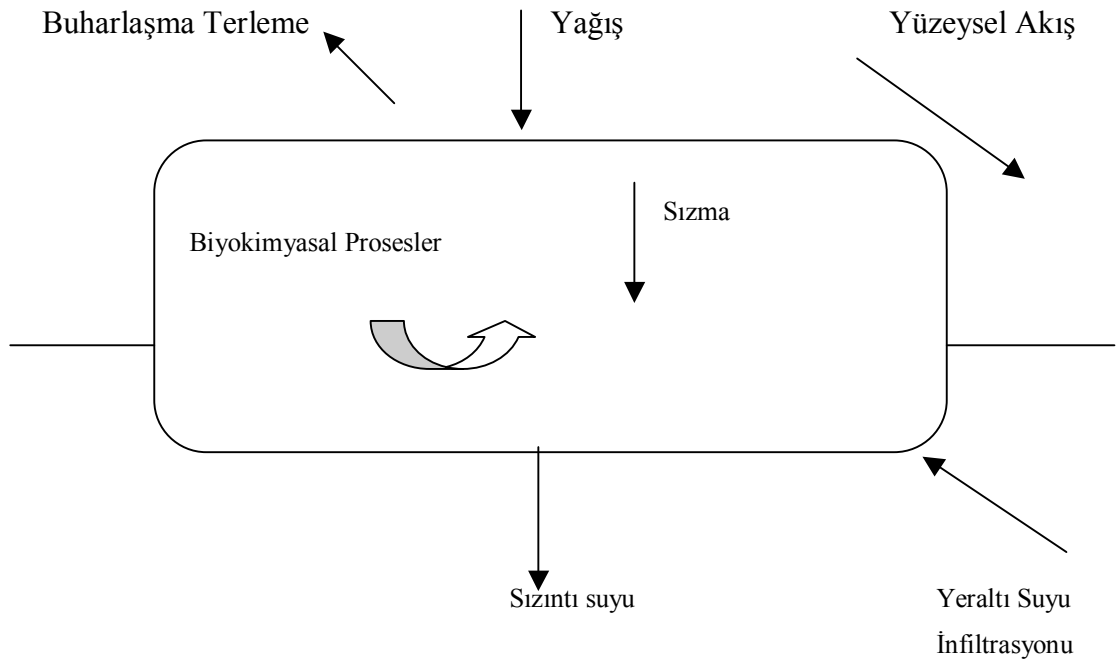 Buharlaşma Terleme
Yağış
Yüzeysel Akış
Sızma
Biyokimyasal Prosesler
Sızıntı suyu
Yeraltı Suyu
İnfiltrasyonu